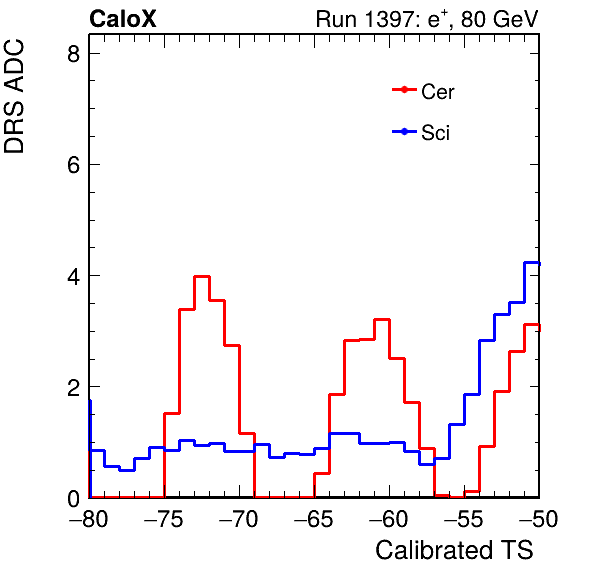 CaloX Run 1397: e⁺, 80 GeV
DRS ADC
Cer
Sci
8
6
4
2
0
−80 −75 −70 −65 −60 −55 −50
Calibrated TS